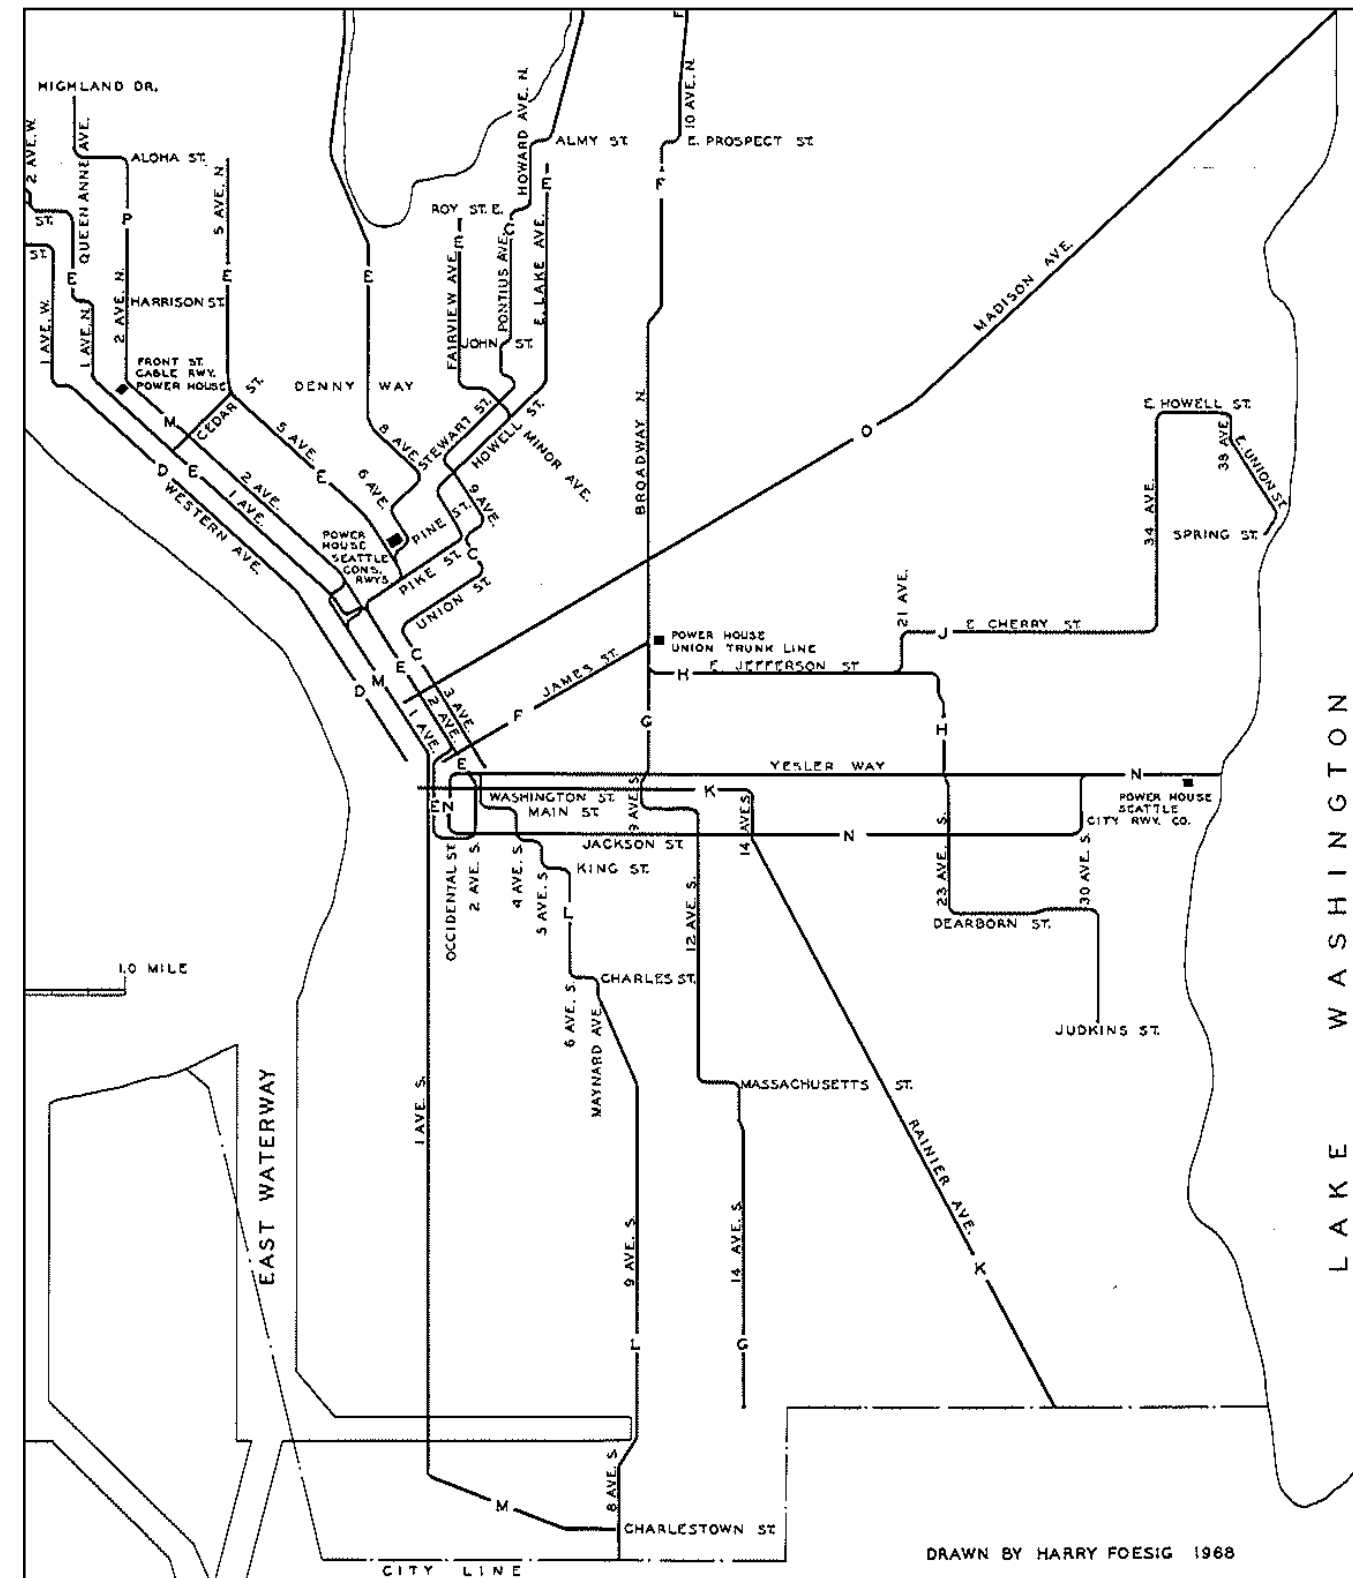 HIGHLAND DR.
2 AVE. W.
QUEEN ANNE AVE.
ALOHA ST.
5 AVE. N.
P
ST.
ST.
E
E
1 AVE. W.
1 AVE. N.
2 AVE. N.
HARRISON ST.
FRONT ST.
CABLE RWY.
POWER HOUSE
CEDAR ST.
DENNY WAY
E
HOWARD AVE. N.
ALMY ST.
ROY ST. E.
E
C
E
FAIRVIEW AVE.
PONTIUS AVE.
E. LAKE AVE.
JOHN ST.
F
10 AVE. N.
E. PROSPECT ST.
F
BROADWAY N.
MADISON AVE.
O
M
D
E
2 AVE.
1 AVE.
WESTERN AVE.
5 AVE.
E
8 AVE.
6 AVE.
STEWART ST.
HOWELL ST.
MINOR AVE.
9 AVE.
PINE ST.
POWER
HOUSE
SEATTLE
CONS.
RWYS.
PIKE ST.
C
UNION ST.
E. HOWELL ST.
38 AVE.
E. UNION ST.
34 AVE.
SPRING ST.
21 AVE.
J
E. CHERRY ST.
POWER HOUSE
UNION TRUNK LINE
H
E. JEFFERSON ST.
JAMES ST.
F
E
C
M
D
3 AVE.
2 AVE.
1 AVE.
G
H
E
YESLER WAY
N
POWER HOUSE
SEATTLE
CITY RWY. CO.
E
N
WASHINGTON ST.
K
MAIN ST.
JACKSON ST.
N
KING ST.
9 AVE. S.
14 AVE. S.
OCCIDENTAL ST.
2 AVE. S.
4 AVE. S.
5 AVE. S.
L
12 AVE. S.
23 AVE. S.
30 AVE. S.
DEARBORN ST.
1.0 MILE
CHARLES ST.
6 AVE. S.
MAYNARD AVE.
JUDKINS ST.
MASSACHUSETTS ST.
EAST WATERWAY
1 AVE. S.
9 AVE. S.
14 AVE. S.
RAINIER AVE.
K
L
G
LAKE WASHINGTON
8 AVE. S.
M
CHARLESTOWN ST.
CITY LINE
DRAWN BY HARRY FOESIG 1968